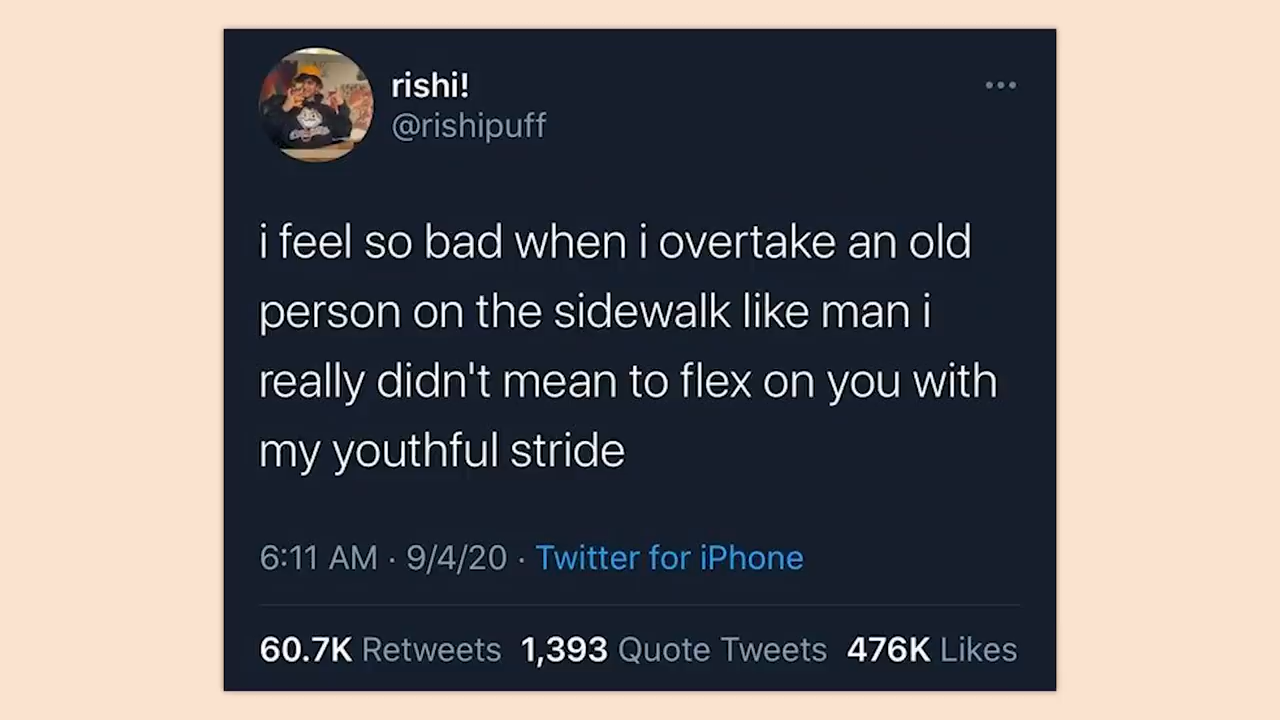 rishi!
@rishipuff
i feel so bad when i overtake an old
person on the sidewalk like man i
really didn't mean to flex on you with
my youthful stride
6:11 AM · 9/4/20 · Twitter for iPhone
60.7K Retweets 1,393 Quote Tweets 476K Likes